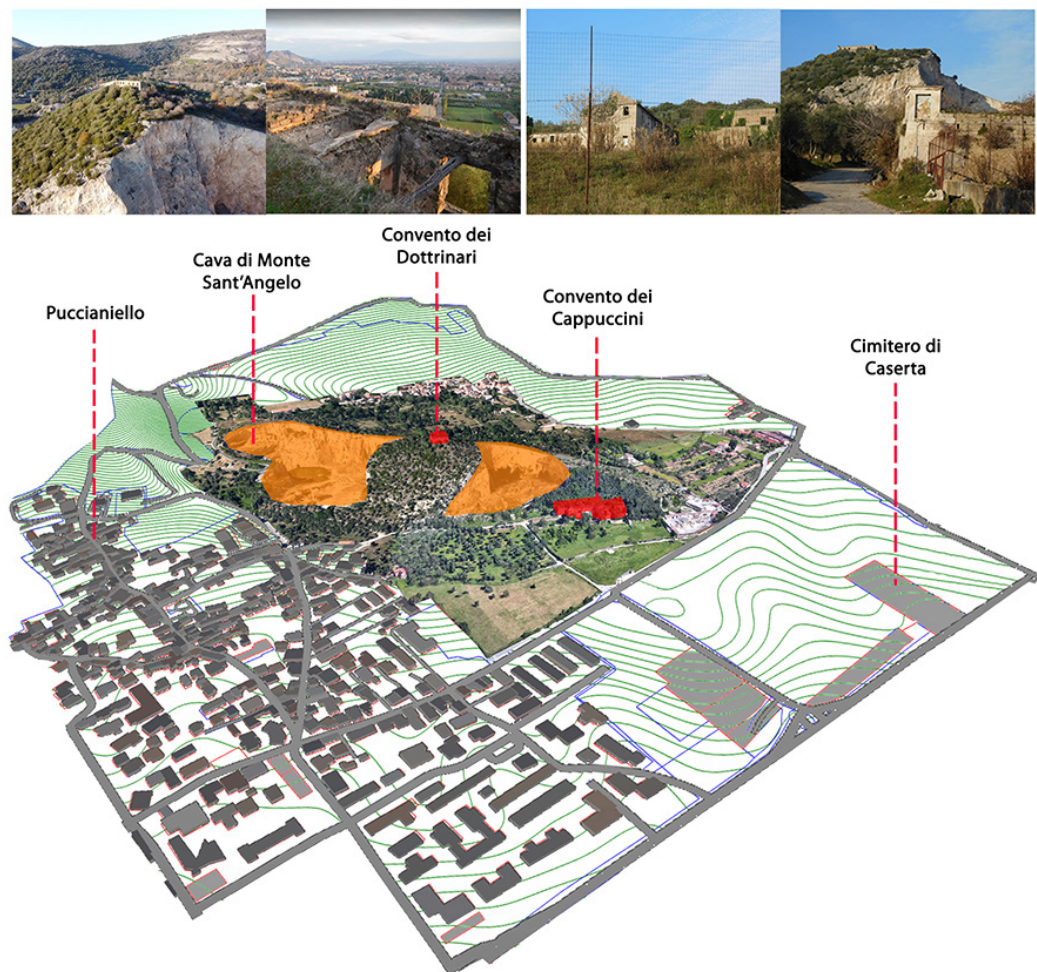 Convento dei
Dottrinari
Cava di Monte
Sant'Angelo
Convento dei
Cappuccini
Puccianiello
Cimitero di
Caserta